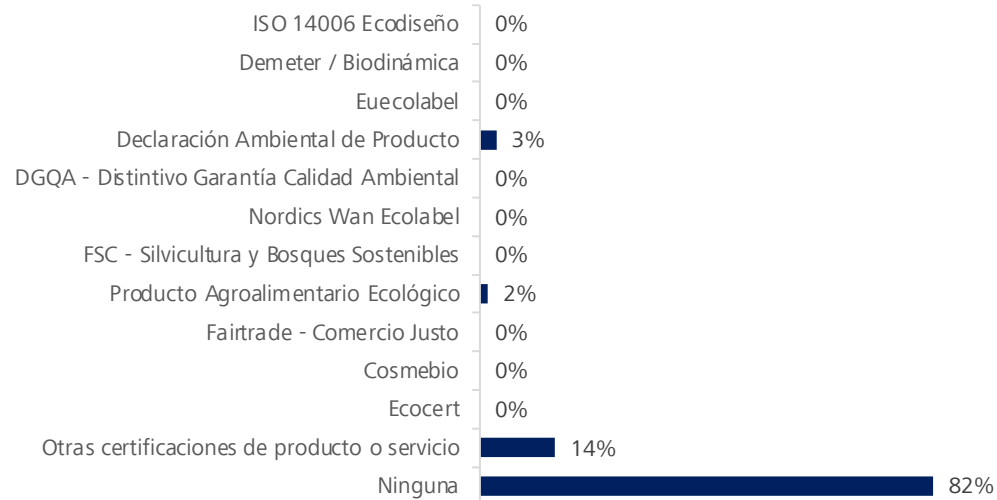 ISO 14006 Ecodiseño 0%
Demeter / Biodinámica 0%
Euecolabel 0%
Declaración Ambiental de Producto 3%
DGQA - Distintivo Garantía Calidad Ambiental 0%
Nordics Wan Ecolabel 0%
FSC - Silvicultura y Bosques Sostenibles 0%
Producto Agroalimentario Ecológico 2%
Fairtrade - Comercio Justo 0%
Cosmebio 0%
Ecocert 0%
Otras certificaciones de producto o servicio 14%
Ninguna 82%